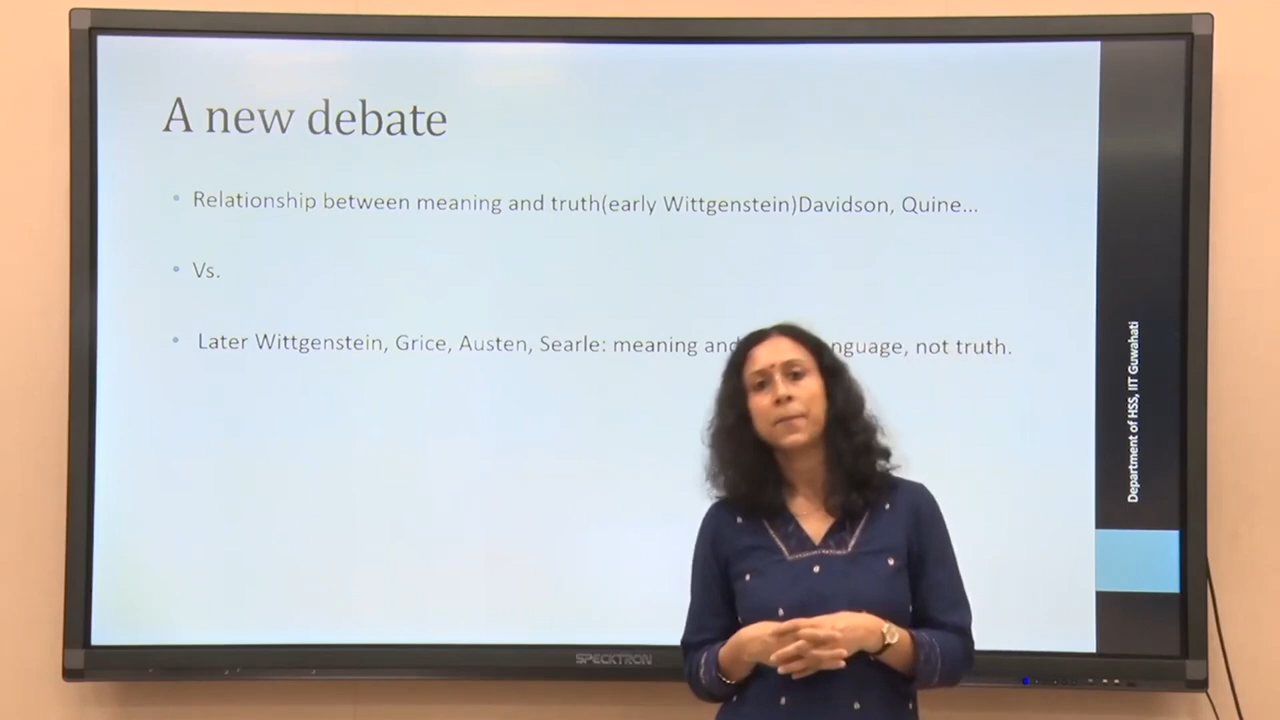 A new debate
• Relationship between meaning and truth(early Wittgenstein)Davidson, Quine...
• Vs.
• Later Wittgenstein, Grice, Austen, Searle: meaning and nguage, not truth.
Department of HSS, IIT Guwahati
SPECKTRON